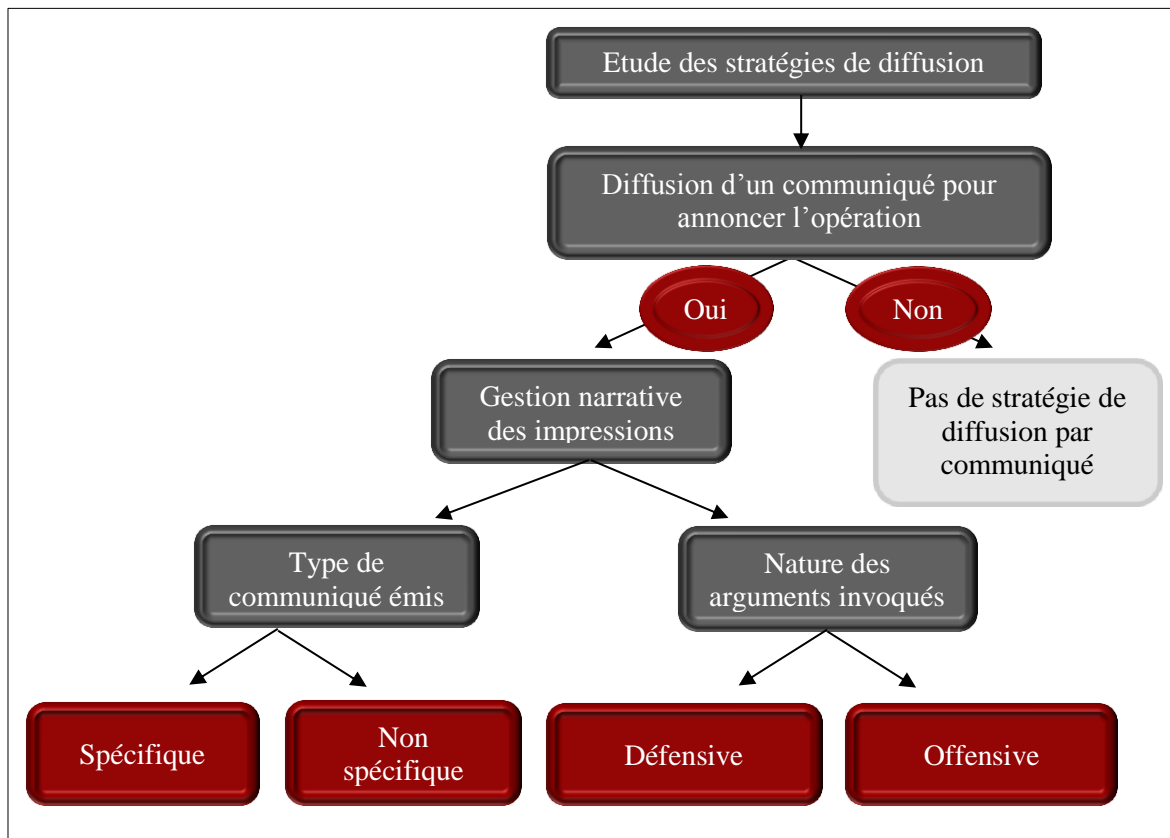 Etude des stratégies de diffusion
Diffusion d’un communiqué pour
annoncer l’opération
Oui
Non
Gestion narrative
des impressions
Pas de stratégie de
diffusion par
communiqué
Type de
communiqué émis
Nature des
arguments invoqués
Spécifique
Non
spécifique
Défensive
Offensive